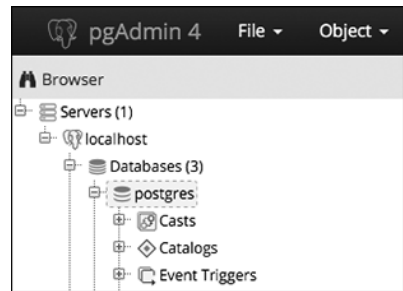 pgAdmin 4 File Object
Browser
Servers (1)
localhost
Databases (3)
postgres
Casts
Catalogs
Event Triggers